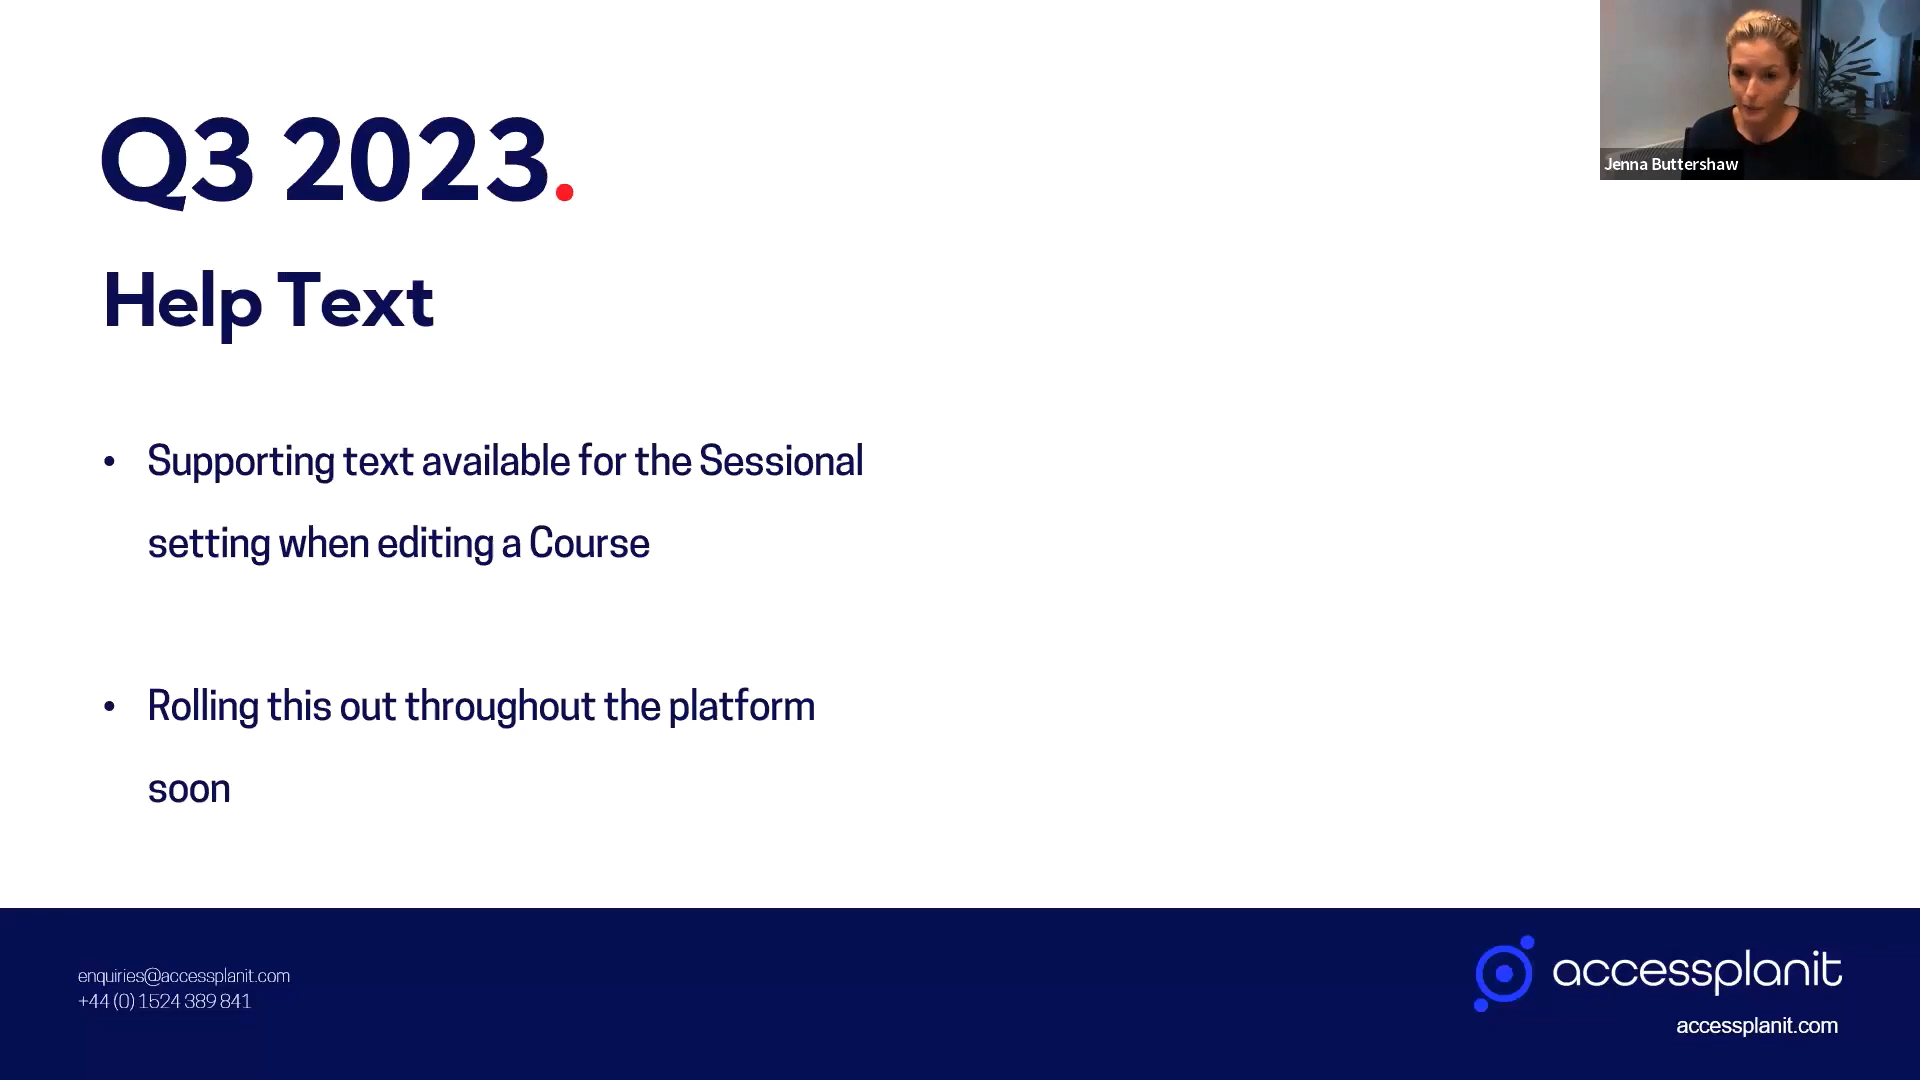 Q3 2023.
Jenna Buttershaw
Help Text
• Supporting text available for the Sessional
setting when editing a Course
• Rolling this out throughout the platform
soon
enquiries@accessplanit.com
+44 (0) 1524 389 841
accessplanit
accessplanit.com